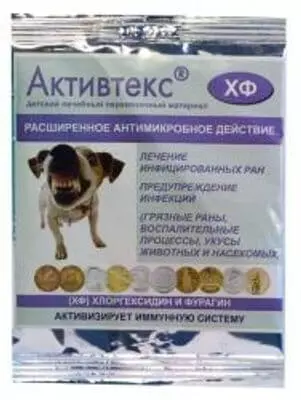 Активтекс® ХФ
детский лечебный перевязочный материал
РАСШИРЕННОЕ АНТИМИКРОБНОЕ ДЕЙСТВИЕ
ЛЕЧЕНИЕ
ИНФИЦИРОВАННЫХ РАН
ПРЕДУПРЕЖДЕНИЕ
ИНФЕКЦИИ
(ГРЯЗНЫЕ РАНЫ,
ВОСПАЛИТЕЛЬНЫЕ
ПРОЦЕССЫ, УКУСЫ
ЖИВОТНЫХ И НАСЕКОМЫХ,
(ХФ) ХЛОРГЕКСИДИН И ФУРАГИН
АКТИВИЗИРУЕТ ИММУННУЮ СИСТЕМУ